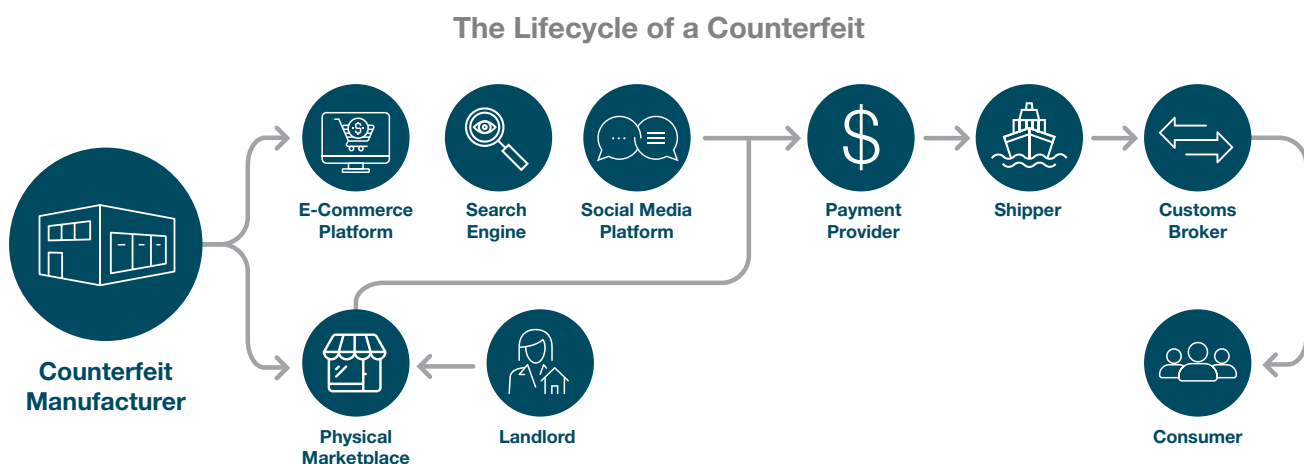 The Lifecycle of a Counterfeit
E-Commerce
Platform
Search
Engine
Social Media
Platform
Payment
Provider
Shipper
Customs
Broker
Counterfeit
Manufacturer
Physical
Marketplace
Landlord
Consumer